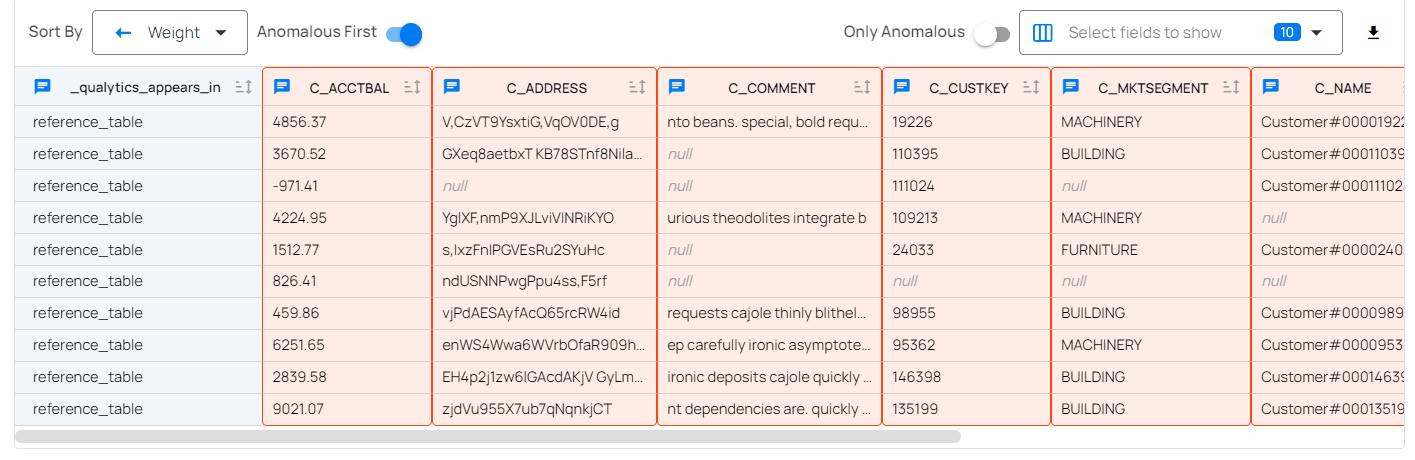 Sort By Weight Anomalous First Only Anomalous Select fields to show 10
_qualytics_appears_in C_ACCTBAL C_ADDRESS C_COMMENT C_CUSTKEY C_MKTSEGMENT C_NAME
reference_table 4856.37 V,CzVT9YsxtiG,VqOV0DE,g nto beans. special, bold requ... 19226 MACHINERY Customer#00001922
reference_table 3670.52 GXeq8aetbxT KB78STnf8Nila... null 110395 BUILDING Customer#00011039
reference_table -971.41 null null 111024 null Customer#00011102
reference_table 4224.95 YglXF,nmP9XJLviVlNRiKYO urious theodolites integrate b 109213 MACHINERY null
reference_table 1512.77 s,lxzFnlPGVEsRu2SYuHc null 24033 FURNITURE Customer#0000240
reference_table 826.41 ndUSNNPwgPpu4ss,F5rf null null null null
reference_table 459.86 vjPdAESAyfAcQ65rcRW4id requests cajole thinly blithel... 98955 BUILDING Customer#0000989
reference_table 6251.65 enWS4Wwa6WVrbOfaR909h... ep carefully ironic asymptote... 95362 MACHINERY Customer#0000953
reference_table 2839.58 EH4p2j1zw6lGAcdAKjV GyLm... ironic deposits cajole quickly ... 146398 BUILDING Customer#00014639
reference_table 9021.07 zjdVu955X7ub7qNqnkjCT nt dependencies are. quickly ... 135199 BUILDING Customer#00013519